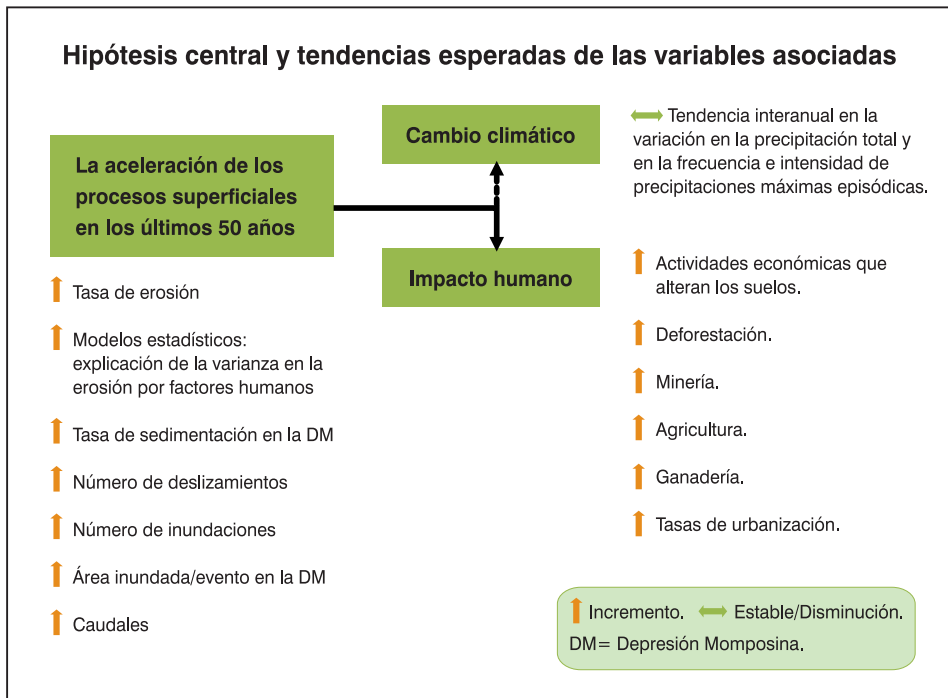 Hipótesis central y tendencias esperadas de las variables asociadas
La aceleración de los
procesos superficiales
en los últimos 50 años
Tasa de erosión
Modelos estadísticos:
explicación de la varianza en la
erosión por factores humanos
Tasa de sedimentación en la DM
Número de deslizamientos
Número de inundaciones
Área inundada/evento en la DM
Caudales
Cambio climático
Impacto humano
Tendencia interanual en la
variación en la precipitación total y
en la frecuencia e intensidad de
precipitaciones máximas episódicas.
Actividades económicas que
alteran los suelos.
Deforestación.
Minería.
Agricultura.
Ganadería.
Tasas de urbanización.
Incremento. Estable/Disminución.
DM= Depresión Momposina.